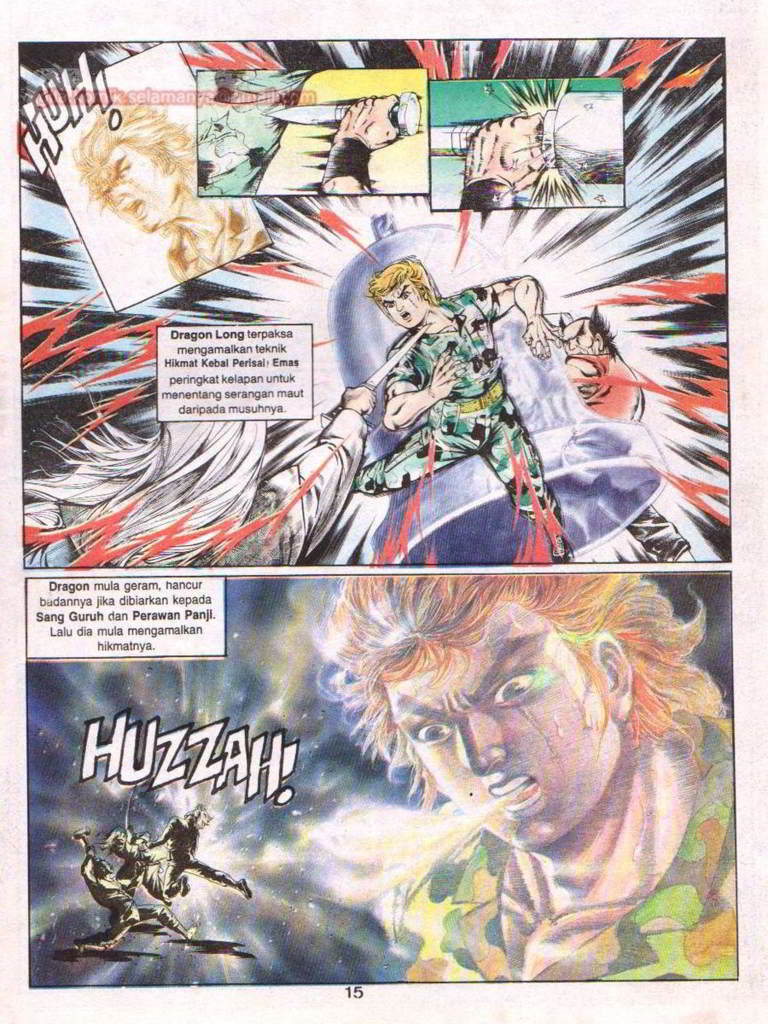 HUH!
Dragon Long terpaksa
mengamalkan teknik
Hikmat Kebal Perisai Emas
peringkat kelapan untuk
menentang serangan maut
daripada musuhnya.
Dragon mula geram, hancur
badannya jika dibiarkan kepada
Sang Guruh dan Perawan Panji.
Lalu dia mula mengamalkan
hikmatnya.
HUZZAH!
15